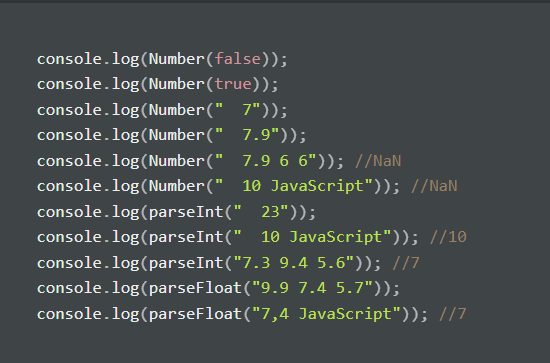 console.log(Number(false));
console.log(Number(true));
console.log(Number("  7"));
console.log(Number("  7.9"));
console.log(Number("  7.9 6 6")); //NaN
console.log(Number("  10 JavaScript")); //NaN
console.log(parseInt("  23"));
console.log(parseInt("  10 JavaScript")); //10
console.log(parseInt("7.3 9.4 5.6")); //7
console.log(parseFloat("9.9 7.4 5.7"));
console.log(parseFloat("7,4 JavaScript")); //7